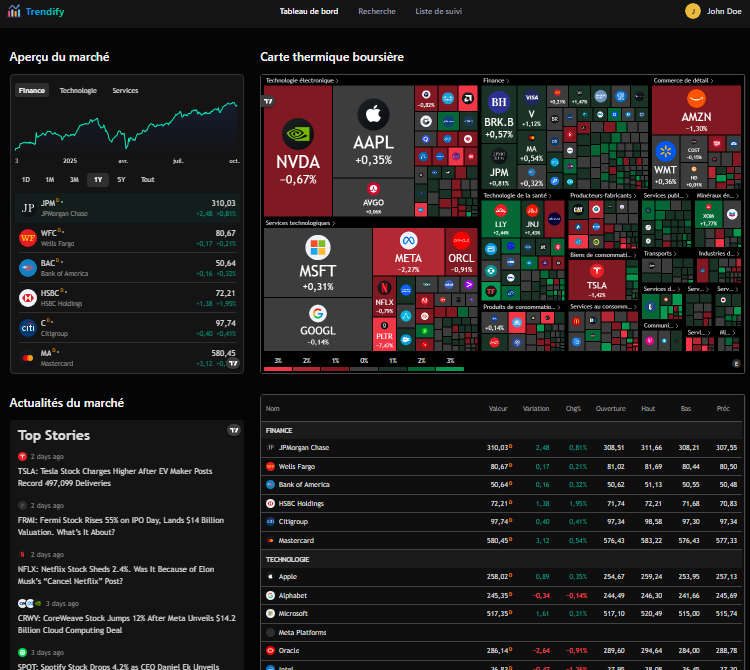 Trendify
Tableau de bord
Recherche
Liste de suivi
J
John Doe
Aperçu du marché
Finance
Technologie
Services
3
2025
avr.
juil.
oct.
1D
1M
3M
1Y
5Y
Tout
JPM
310,03
JPMorgan Chase
+2,48 +0,81%
WFC
80,67
Wells Fargo
+0,17 +0,21%
BAC
50,64
Bank of America
+0,16 +0,32%
HSBC
72,21
HSBC Holdings
+1,38 +1,95%
C
97,74
Citigroup
+0,40 +0,41%
MA
580,45
Mastercard
+3,12
Carte thermique boursière
Technologie électronique
NVDA
−0,67%
AAPL
+0,35%
AVGO
+0,06%
−0,82%
Services technologiques
MSFT
+0,31%
GOOGL
−0,14%
META
−2,27%
ORCL
−0,91%
NFLX
−0,79%
PLTR
−7,47%
Finance
BRK.B
+0,57%
JPM
+0,81%
VISA
V
+1,12%
MA
+0,54%
+0,32%
+0,21%
+1,47%
Commerce de détail
AMZN
−1,30%
WMT
+0,36%
COST
−0,15%
HD
Technologie de la santé
LLY
JNJ
Producteurs-fabricants
CAT
Services publ...
Minéraux én...
XOM
+1,77%
Biens de consommati...
TSLA
−1,42%
Transports
Industries d...
Produits de consommatio...
+0,14%
Services au consomm...
Services d...
Serv...
Serv...
Communi...
Servi...
Mi...
3%
2%
1%
0%
1%
2%
3%
Actualités du marché
Top Stories
2 days ago
TSLA: Tesla Stock Charges Higher After EV Maker Posts
Record 497,099 Deliveries
2 days ago
FRMI: Fermi Stock Rises 55% on IPO Day, Lands $14 Billion
Valuation. What's It About?
2 days ago
NFLX: Netflix Stock Sheds 2.4%. Was It Because of Elon
Musk's “Cancel Netflix” Post?
3 days ago
CRWV: CoreWeave Stock Jumps 12% After Meta Unveils $14.2
Billion Cloud Computing Deal
3 days ago
SPOT: Spotify Stock Drops 4.2% as CEO Daniel Ek Unveils
Nom Valeur Variation Chg% Ouverture Haut Bas Préc
FINANCE
JPMorgan Chase 310,03 2,48 0,81% 308,51 311,66 308,21 307,55
Wells Fargo 80,67 0,17 0,21% 81,02 81,69 80,44 80,50
Bank of America 50,64 0,16 0,32% 50,62 51,13 50,55 50,48
HSBC Holdings 72,21 1,38 1,95% 71,74 72,21 71,68 70,83
Citigroup 97,74 0,40 0,41% 97,34 98,58 97,30 97,34
Mastercard 580,45 3,12 0,54% 576,43 583,22 576,43 577,33
TECHNOLOGIE
Apple 258,02 0,89 0,35% 254,67 259,24 253,95 257,13
Alphabet 245,35 −0,34 −0,14% 244,49 246,30 241,66 245,69
Microsoft 517,35 1,61 0,31% 517,10 520,49 515,00 515,74
Meta Platforms
Oracle 286,14 −2,64 −0,91% 289,60 294,64 284,00 288,78
Intel